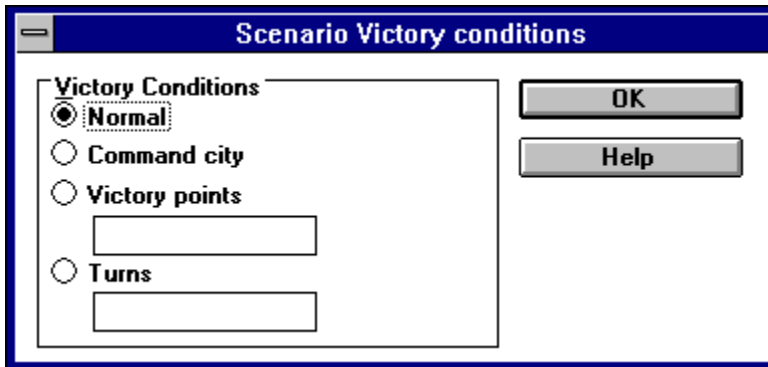 Scenario Victory conditions
Victory Conditions
Normal
Command city
Victory points
Turns
OK
Help